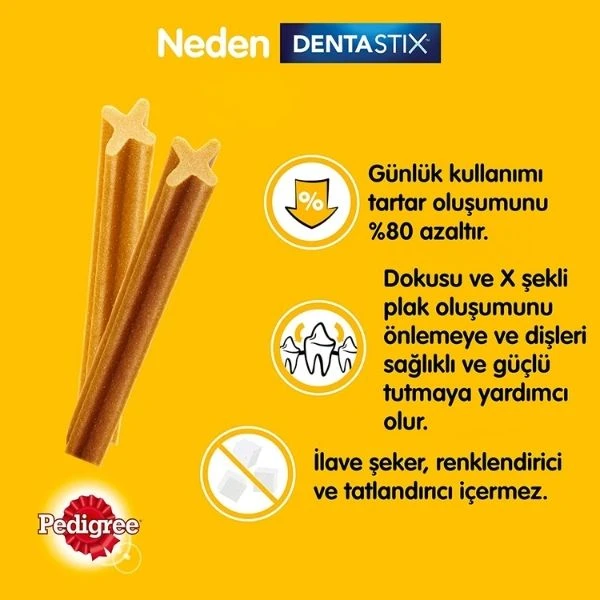 Neden DENTASTIX™
%
Günlük kullanımı
tartar oluşumunu
%80 azaltır.
Dokusu ve X şekli
plak oluşumunu
önlemeye ve dişleri
sağlıklı ve güçlü
tutmaya yardımcı
olur.
İlave şeker, renklendirici
ve tatlandırıcı içermez.
Pedigree